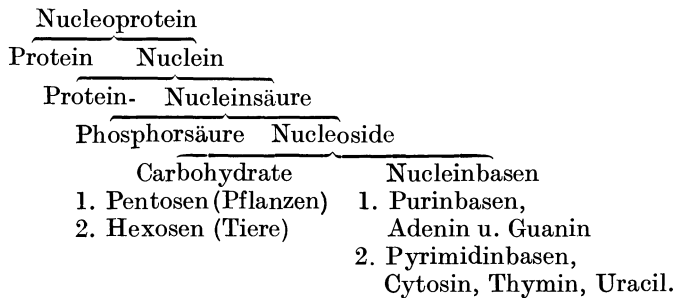 Nucleoprotein
Protein Nuclein
Protein- Nucleinsäure
Phosphorsäure Nucleoside
Carbohydrate Nucleinbasen
1. Pentosen (Pflanzen) 1. Purinbasen,
2. Hexosen (Tiere) Adenin u. Guanin
2. Pyrimidinbasen,
Cytosin, Thymin, Uracil.